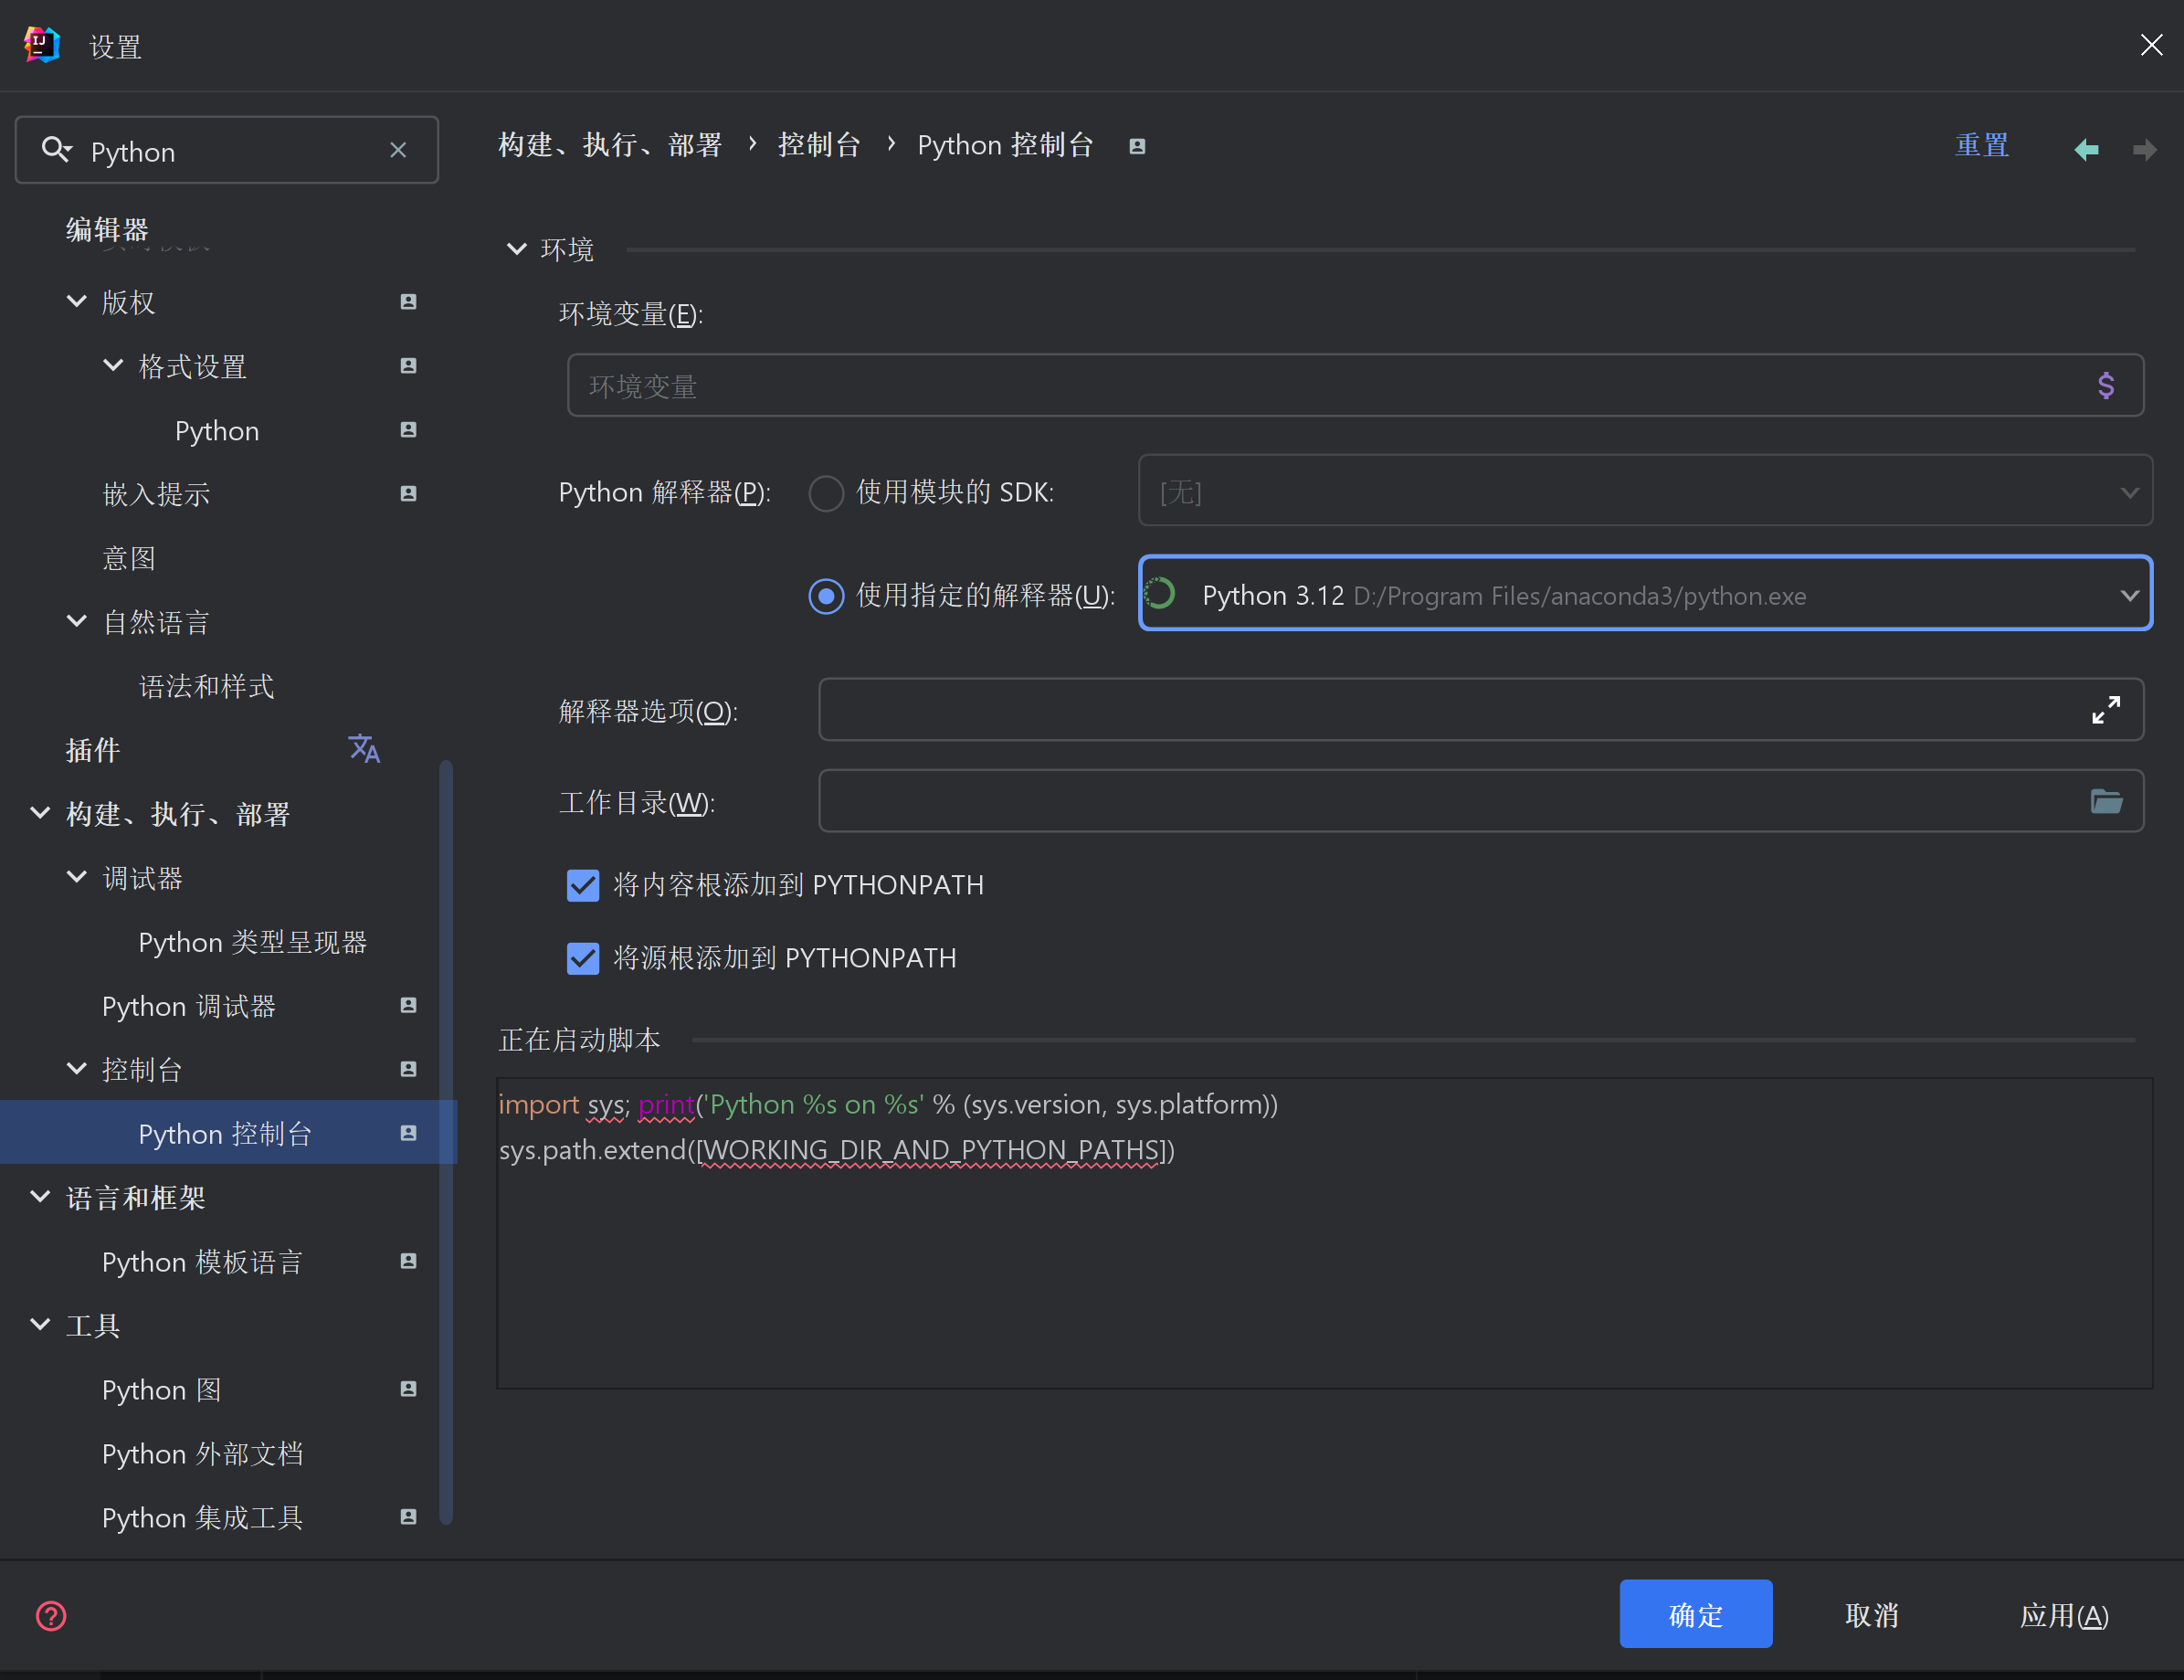 设置
Python
编辑器
版权
格式设置
Python
嵌入提示
意图
自然语言
语法和样式
插件
构建、执行、部署
调试器
Python 类型呈现器
Python 调试器
控制台
Python 控制台
语言和框架
Python 模板语言
工具
Python 图
Python 外部文档
Python 集成工具
构建、执行、部署 › 控制台 › Python 控制台
重置
环境
环境变量(E):
环境变量
Python 解释器(P): 使用模块的 SDK: [无]
使用指定的解释器(U): Python 3.12 D:/Program Files/anaconda3/python.exe
解释器选项(O):
工作目录(W):
将内容根添加到 PYTHONPATH
将源根添加到 PYTHONPATH
正在启动脚本
import sys; print('Python %s on %s' % (sys.version, sys.platform))
sys.path.extend([WORKING_DIR_AND_PYTHON_PATHS])
确定 取消 应用(A)